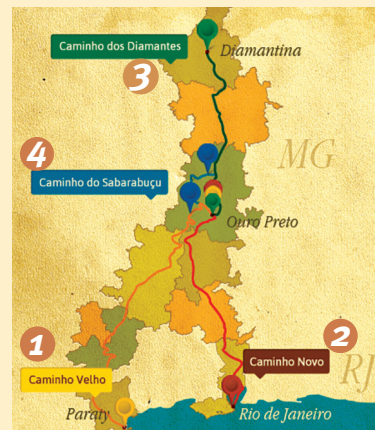 Caminho dos Diamantes
Diamantina
3
MG
4
Caminho do Sabarabuçu
Ouro Preto
1
2
Caminho Novo
RJ
Caminho Velho
Paraty
Rio de Janeiro